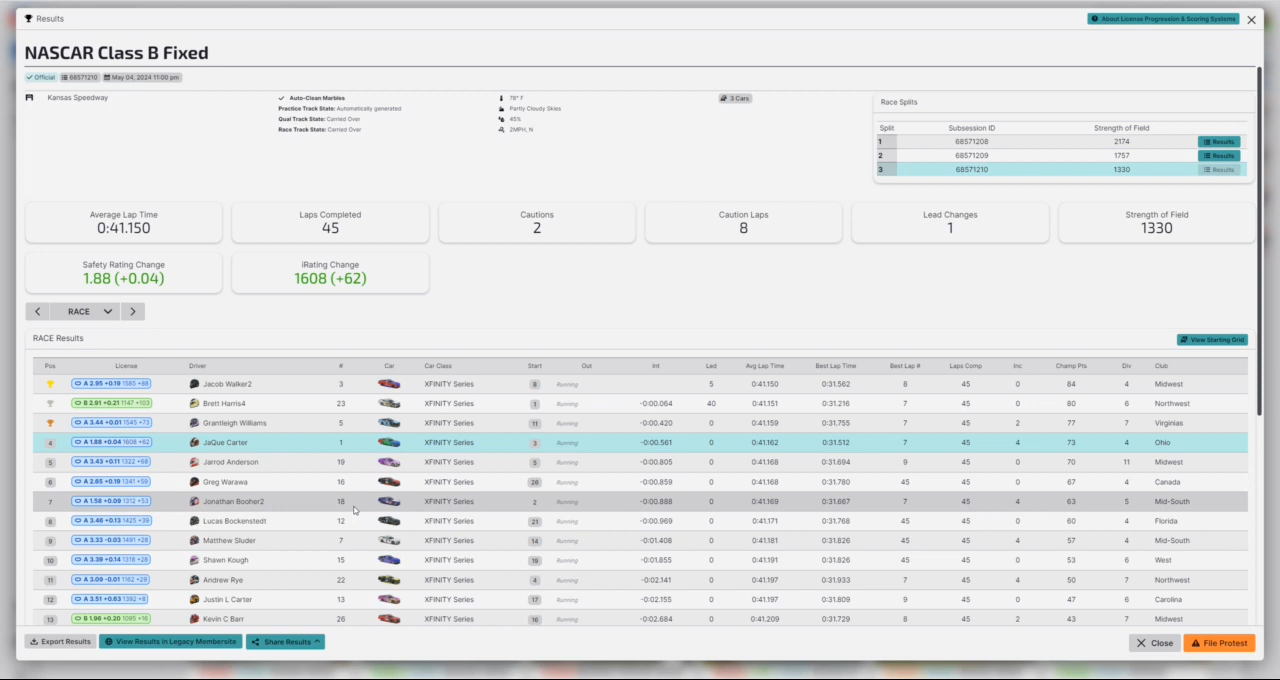 Results
About License Progression & Scoring Systems
NASCAR Class B Fixed
Official 68571210 May 04, 2024 11:00 pm
Kansas Speedway
Auto-Clean Marbles
Practice Track State: Automatically generated
Qual Track State: Carried Over
Race Track State: Carried Over
78° F
Partly Cloudy Skies
45%
2MPH, N
3 Cars
Race Splits
Split Subsession ID Strength of Field
1 68571208 2174 Results
2 68571209 1757 Results
3 68571210 1330 Results
Average Lap Time
0:41.150
Laps Completed
45
Cautions
2
Caution Laps
8
Lead Changes
1
Strength of Field
1330
Safety Rating Change
1.88 (+0.04)
iRating Change
1608 (+62)
RACE
RACE Results
View Starting Grid
Pos License Driver # Car Car Class Start Out Int Led Avg Lap Time Best Lap Time Best Lap # Laps Comp Inc Champ Pts Div Club
A 2.95 +0.19 1585 +88 Jacob Walker2 3 XFINITY Series 8 Running 5 0:41.150 0:31.562 8 45 0 84 4 Midwest
B 2.91 +0.21 1147 +103 Brett Harris4 23 XFINITY Series 1 Running -0:00.064 40 0:41.151 0:31.216 7 45 0 80 6 Northwest
A 3.44 +0.01 1545 +73 Grantleigh Williams 5 XFINITY Series 11 Running -0:00.420 0 0:41.159 0:31.755 7 45 2 77 7 Virginias
4 A 1.88 +0.04 1608 +62 JaQue Carter 1 XFINITY Series 3 Running -0:00.561 0 0:41.162 0:31.512 7 45 4 73 4 Ohio
5 A 3.43 +0.11 1322 +68 Jarrod Anderson 19 XFINITY Series 5 Running -0:00.805 0 0:41.168 0:31.694 9 45 0 70 11 Midwest
6 A 2.65 +0.19 1341 +59 Greg Warawa 16 XFINITY Series 26 Running -0:00.859 0 0:41.168 0:31.780 45 45 0 67 4 Canada
7 A 1.58 +0.09 1312 +53 Jonathan Booher2 18 XFINITY Series 2 Running -0:00.888 0 0:41.169 0:31.667 7 45 4 63 5 Mid-South
8 A 3.46 +0.13 1425 +39 Lucas Bockenstedt 12 XFINITY Series 21 Running -0:00.969 0 0:41.171 0:31.768 45 45 0 60 4 Florida
9 A 3.33 -0.03 1491 +28 Matthew Sluder 7 XFINITY Series 14 Running -0:01.408 0 0:41.181 0:31.826 45 45 4 57 4 Mid-South
10 A 3.39 +0.14 1318 +28 Shawn Kough 15 XFINITY Series 19 Running -0:01.855 0 0:41.191 0:31.826 45 45 0 53 6 West
11 A 3.09 -0.01 1162 +29 Andrew Rye 22 XFINITY Series 4 Running -0:02.141 0 0:41.197 0:31.933 7 45 4 50 7 Northwest
12 A 3.51 +0.63 1392 +8 Justin L Carter 13 XFINITY Series 17 Running -0:02.155 0 0:41.197 0:31.809 9 45 0 47 6 Carolina
13 B 1.96 +0.20 1095 +16 Kevin C Barr 26 XFINITY Series 16 Running -0:02.684 0 0:41.209 0:31.729 8 45 2 43 7 Midwest
Export Results View Results in Legacy Membersite Share Results Close File Protest